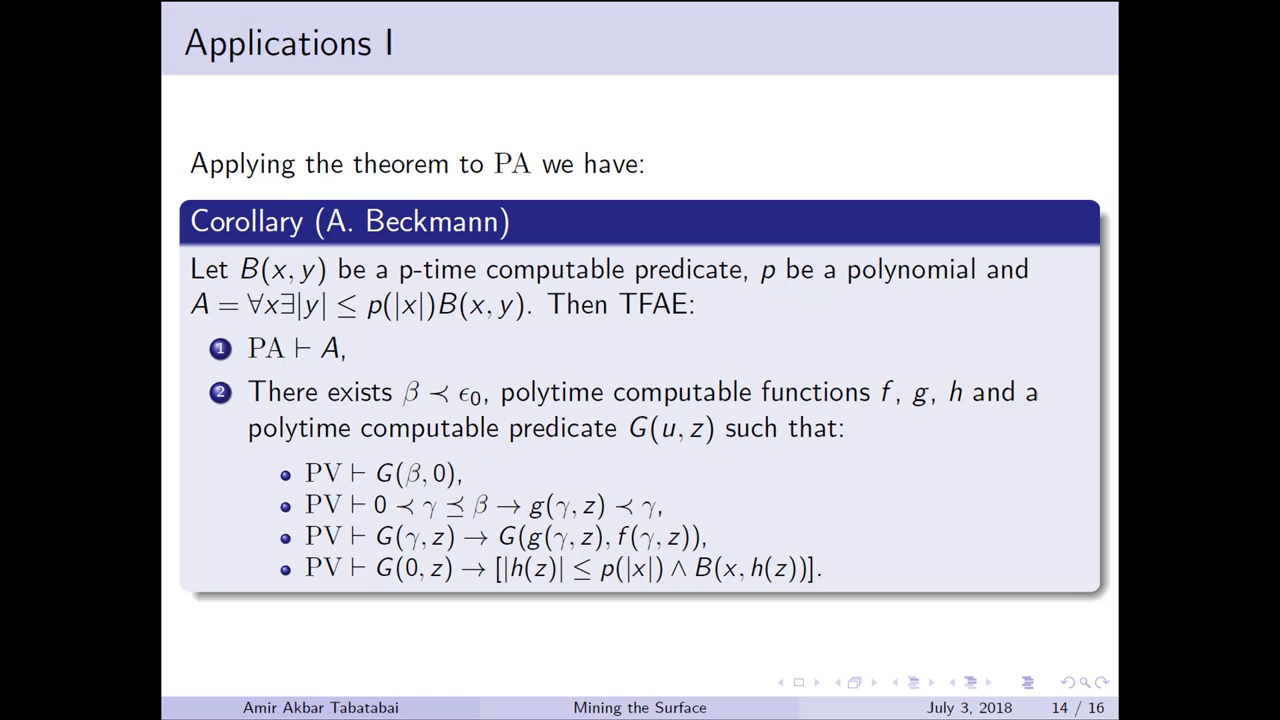 Applications I
Applying the theorem to PA we have:
Corollary (A. Beckmann)
Let B(x, y) be a p-time computable predicate, p be a polynomial and
A = ∀x∃|y| ≤ p(|x|)B(x, y). Then TFAE:
1 PA ⊢ A,
2 There exists β ≺ ϵ₀, polytime computable functions f, g, h and a
polytime computable predicate G(u, z) such that:
• PV ⊢ G(β, 0),
• PV ⊢ 0 ≺ γ ⪯ β → g(γ, z) ≺ γ,
• PV ⊢ G(γ, z) → G(g(γ, z), f(γ, z)),
• PV ⊢ G(0, z) → [|h(z)| ≤ p(|x|) ∧ B(x, h(z))].
Amir Akbar Tabatabai Mining the Surface July 3, 2018 14 / 16